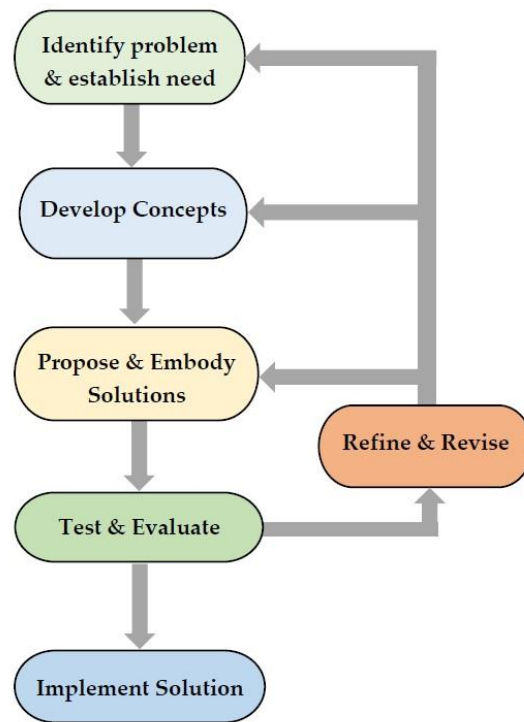 Identify problem
& establish need
Develop Concepts
Propose & Embody
Solutions
Refine & Revise
Test & Evaluate
Implement Solution